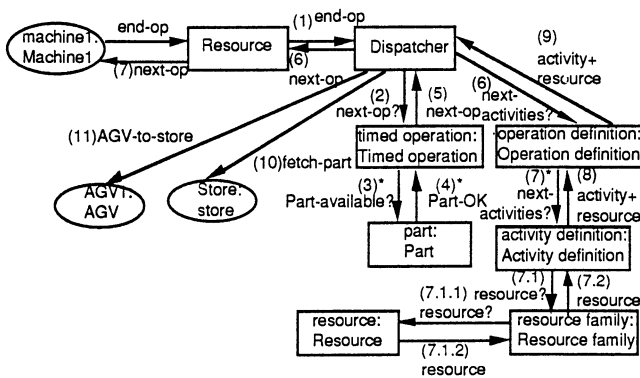 machine1:
Machine1
end-op
(7)next-op
Resource
(1)
end-op
(6)
next-op
Dispatcher
(9)
activity+
resource
(2)
next-op?
(5)
next-op
(6)
next-
activities?
(11)AGV-to-store
(10)fetch-part
timed operation:
Timed operation
operation definition:
Operation definition
AGV1:
AGV
Store:
store
(3)*
Part-available?
(4)*
Part-OK
(7)*
next-
activities?
(8)
activity+
resource
part:
Part
activity definition:
Activity definition
(7.1)
(7.2)
resource
(7.1.1) resource?
resource?
resource:
Resource
resource family:
Resource family
(7.1.2)
resource